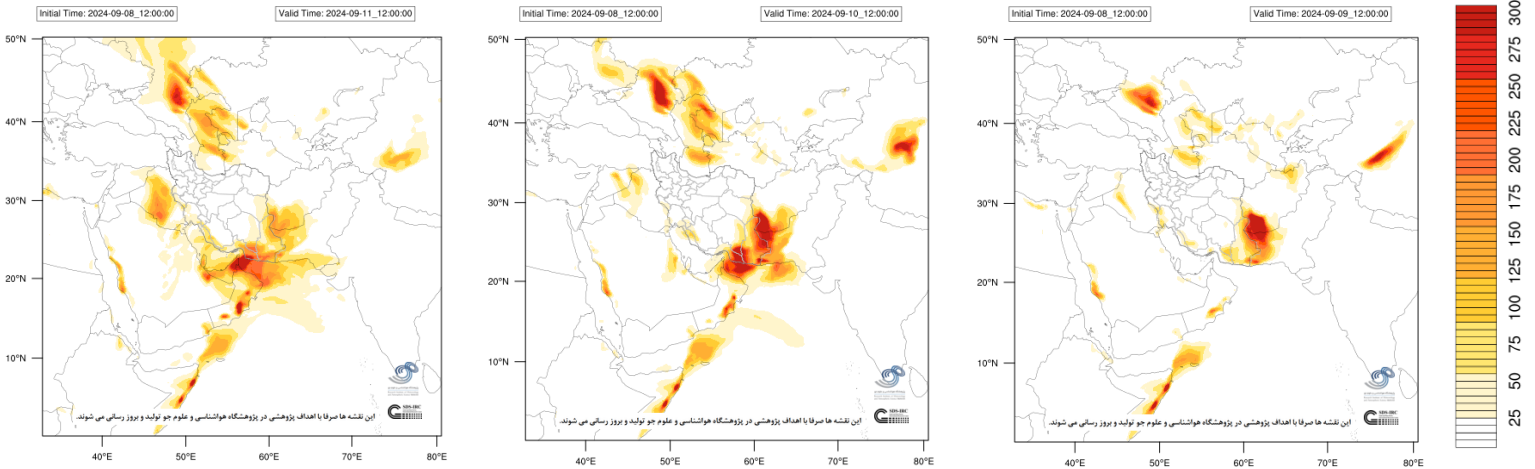 Initial Time: 2024-09-08_12:00:00
Valid Time: 2024-09-11_12:00:00
50°N
40°N
30°N
20°N
10°N
40°E
50°E
60°E
70°E
80°E
SDS-IRC
این نقشه ها صرفا با اهداف پژوهشی در پژوهشگاه هواشناسی و علوم جو تولید و بروز رسانی می شوند.
Initial Time: 2024-09-08_12:00:00
Valid Time: 2024-09-10_12:00:00
50°N
40°N
30°N
20°N
10°N
40°E
50°E
60°E
70°E
80°E
SDS-IRC
این نقشه ها صرفا با اهداف پژوهشی در پژوهشگاه هواشناسی و علوم جو تولید و بروز رسانی می شوند.
Initial Time: 2024-09-08_12:00:00
Valid Time: 2024-09-09_12:00:00
50°N
40°N
30°N
20°N
10°N
40°E
50°E
60°E
70°E
80°E
SDS-IRC
این نقشه ها صرفا با اهداف پژوهشی در پژوهشگاه هواشناسی و علوم جو تولید و بروز رسانی می شوند.
300
275
250
225
200
175
150
125
100
75
50
25